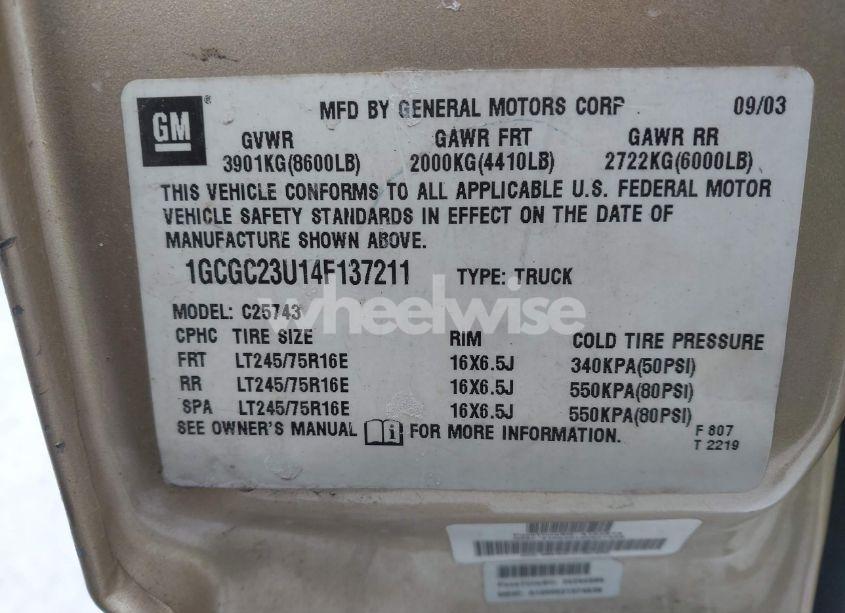 GM
MFD BY GENERAL MOTORS CORP 09/03
GVWR GAWR FRT GAWR RR
3901KG(8600LB) 2000KG(4410LB) 2722KG(6000LB)
THIS VEHICLE CONFORMS TO ALL APPLICABLE U.S. FEDERAL MOTOR
VEHICLE SAFETY STANDARDS IN EFFECT ON THE DATE OF
MANUFACTURE SHOWN ABOVE.
1GCGC23U14F137211 TYPE: TRUCK
wheelwise
MODEL: C25743
CPHC TIRE SIZE RIM COLD TIRE PRESSURE
FRT LT245/75R16E 16X6.5J 340KPA(50PSI)
RR LT245/75R16E 16X6.5J 550KPA(80PSI)
SPA LT245/75R16E 16X6.5J 550KPA(80PSI)
SEE OWNER'S MANUAL FOR MORE INFORMATION.
F 807
T 2219